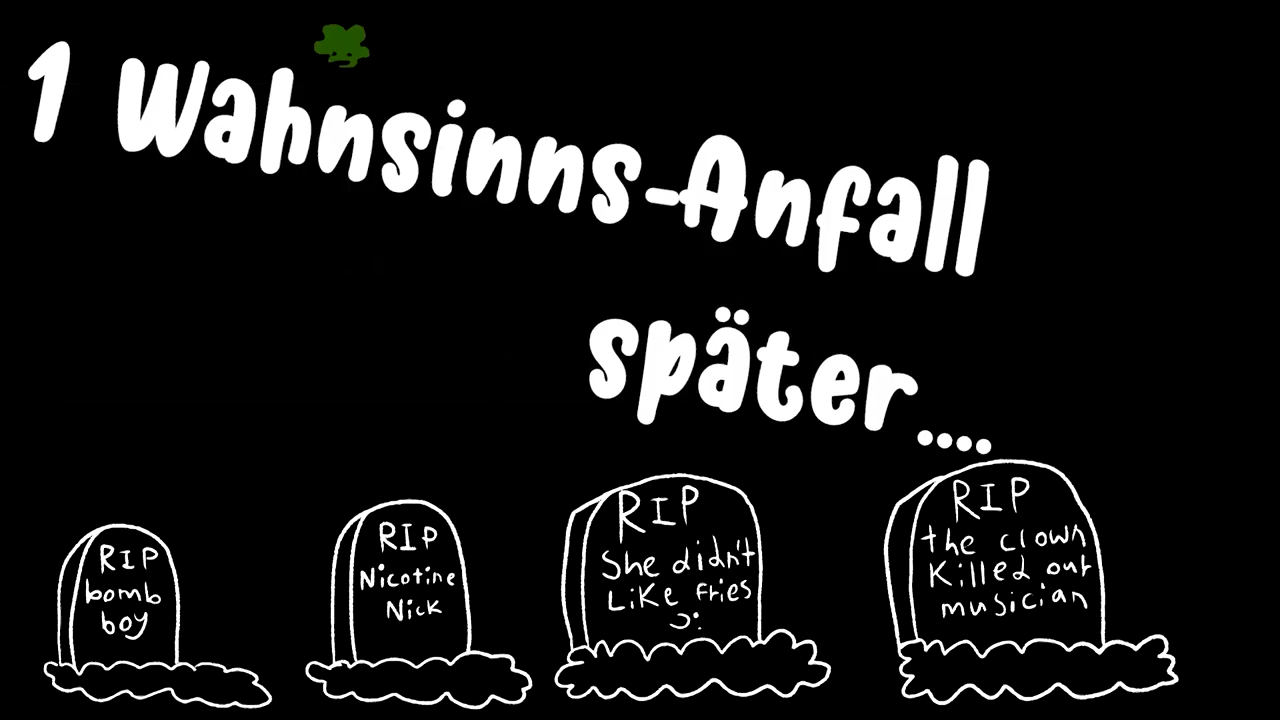 1 Wahnsinns-Anfall
später....
RIP
bomb
boy
RIP
Nicotine
Nick
RIP
She didn't
Like Fries
RIP
the clown
Killed our
musician